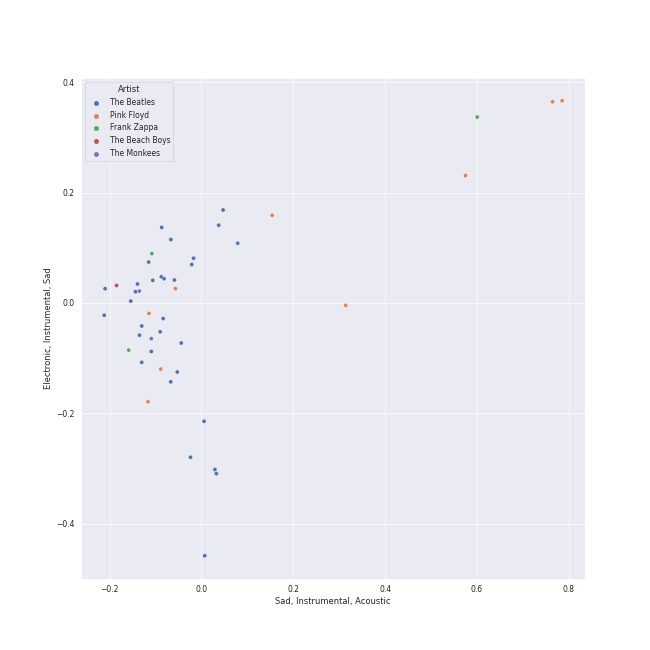 Artist
The Beatles
Pink Floyd
Frank Zappa
The Beach Boys
The Monkees
0.4
0.2
0.0
−0.2
−0.4
Electronic, Instrumental, Sad
−0.2
0.0
0.2
0.4
0.6
0.8
Sad, Instrumental, Acoustic